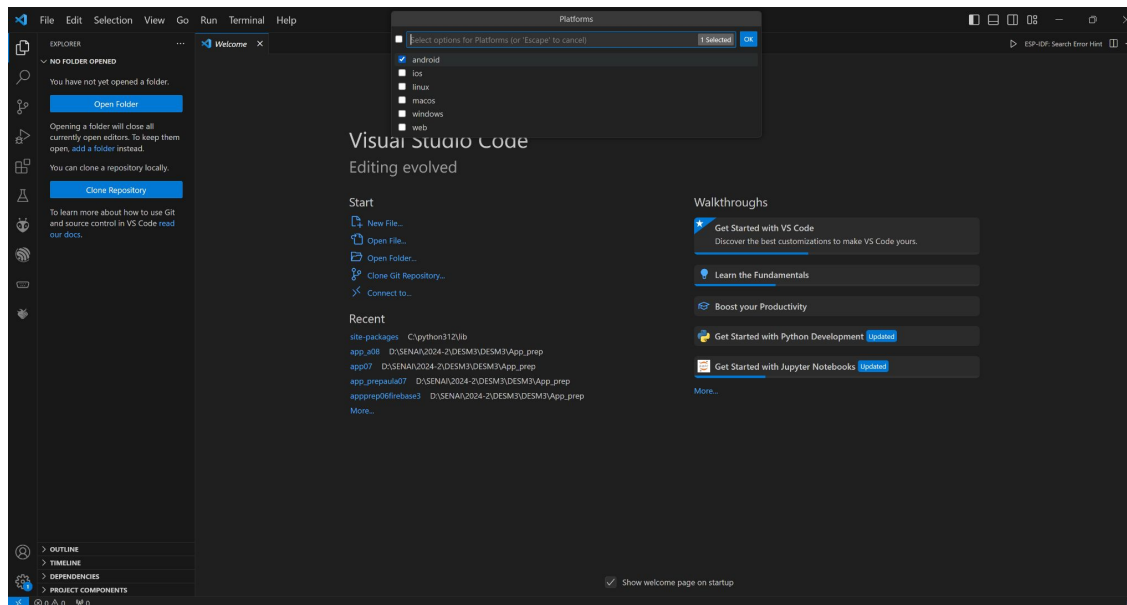 File Edit Selection View Go Run Terminal Help
Platforms
Select options for Platforms (or 'Escape' to cancel)
1 Selected
OK
android
ios
linux
macos
windows
web
EXPLORER
Welcome
ESP-IDF: Search Error Hint
NO FOLDER OPENED
You have not yet opened a folder.
Open Folder
Opening a folder will close all
currently open editors. To keep them
open, add a folder instead.
You can clone a repository locally.
Clone Repository
To learn more about how to use Git
and source control in VS Code read
our docs.
OUTLINE
TIMELINE
DEPENDENCIES
PROJECT COMPONENTS
Visual Studio Code
Editing evolved
Start
New File...
Open File...
Open Folder...
Clone Git Repository...
Connect to...
Recent
site-packages C:\python312\lib
app_a08 D:\SENAI\2024-2\DESM3\DESM3\App_prep
app07 D:\SENAI\2024-2\DESM3\DESM3\App_prep
app_prepaula07 D:\SENAI\2024-2\DESM3\DESM3\App_prep
appprep06firebase3 D:\SENAI\2024-2\DESM3\DESM3\App_prep
More...
Walkthroughs
Get Started with VS Code
Discover the best customizations to make VS Code yours.
Learn the Fundamentals
Boost your Productivity
Get Started with Python Development Updated
Get Started with Jupyter Notebooks Updated
More...
Show welcome page on startup
1
0 0 0